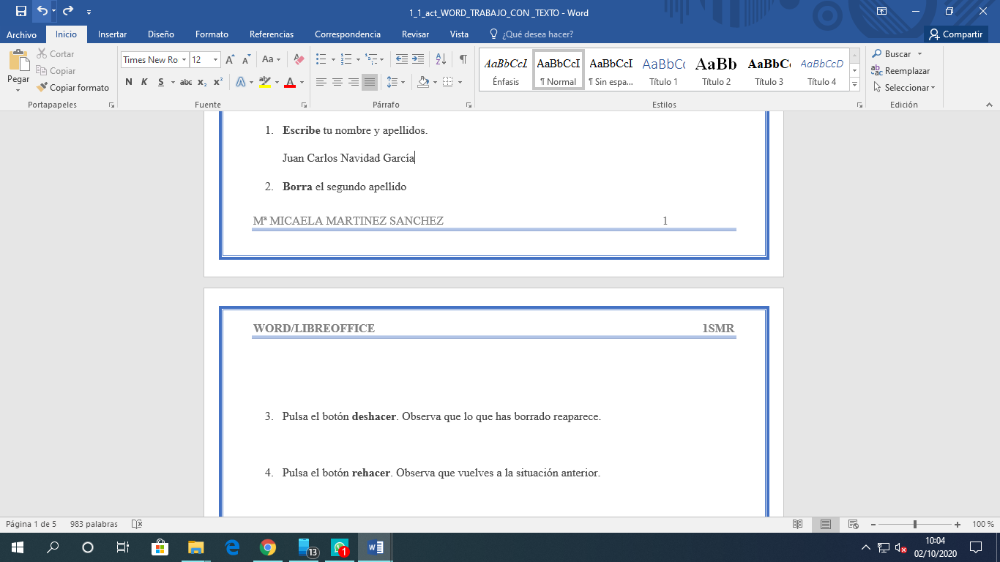 1_1_act_WORD_TRABAJO_CON _TEXTO - Word
Archivo Inicio Insertar Diseño Formato Referencias Correspondencia Revisar Vista ¿Qué desea hacer? Compartir
Pegar
Cortar
Copiar
Copiar formato
Portapapeles
Times New Ro 12
N K S abc x₂ x²
Fuente
Párrafo
AaBbCcL AaBbCcI AaBbCcI AaBbCc AaBb AaBbCc AaBbCcD
Énfasis ¶ Normal ¶ Sin espa... Título 1 Título 2 Título 3 Título 4
Estilos
Buscar
Reemplazar
Seleccionar
Edición
1. Escribe tu nombre y apellidos.
Juan Carlos Navidad García
2. Borra el segundo apellido
Mª MICAELA MARTINEZ SANCHEZ 1
WORD/LIBREOFFICE 1SMR
3. Pulsa el botón deshacer. Observa que lo que has borrado reaparece.
4. Pulsa el botón rehacer. Observa que vuelves a la situación anterior.
Página 1 de 5 983 palabras 100 %
13 1
10:04
02/10/2020